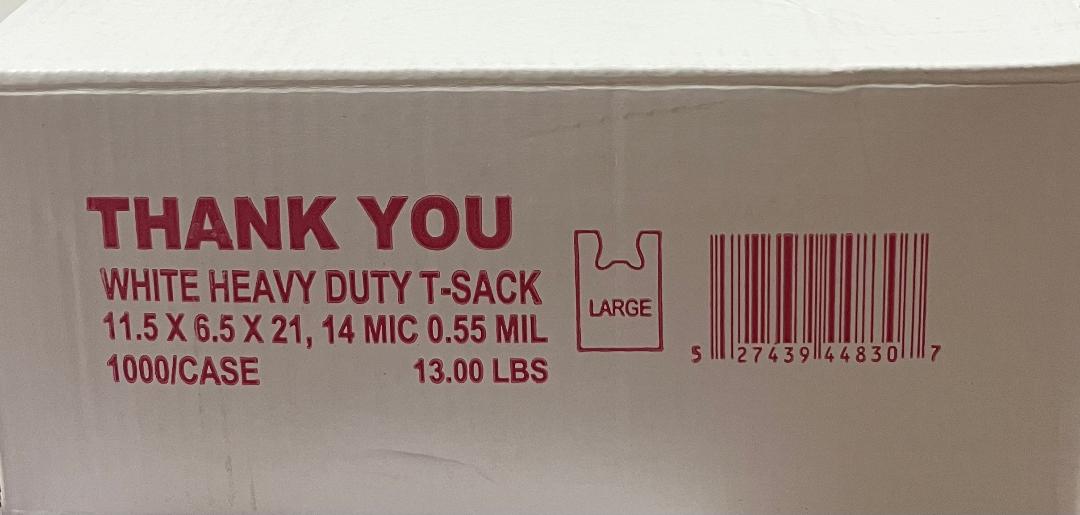 THANK YOU
WHITE HEAVY DUTY T-SACK
11.5 X 6.5 X 21, 14 MIC 0.55 MIL
1000/CASE 13.00 LBS
LARGE
5 27439 44830 7